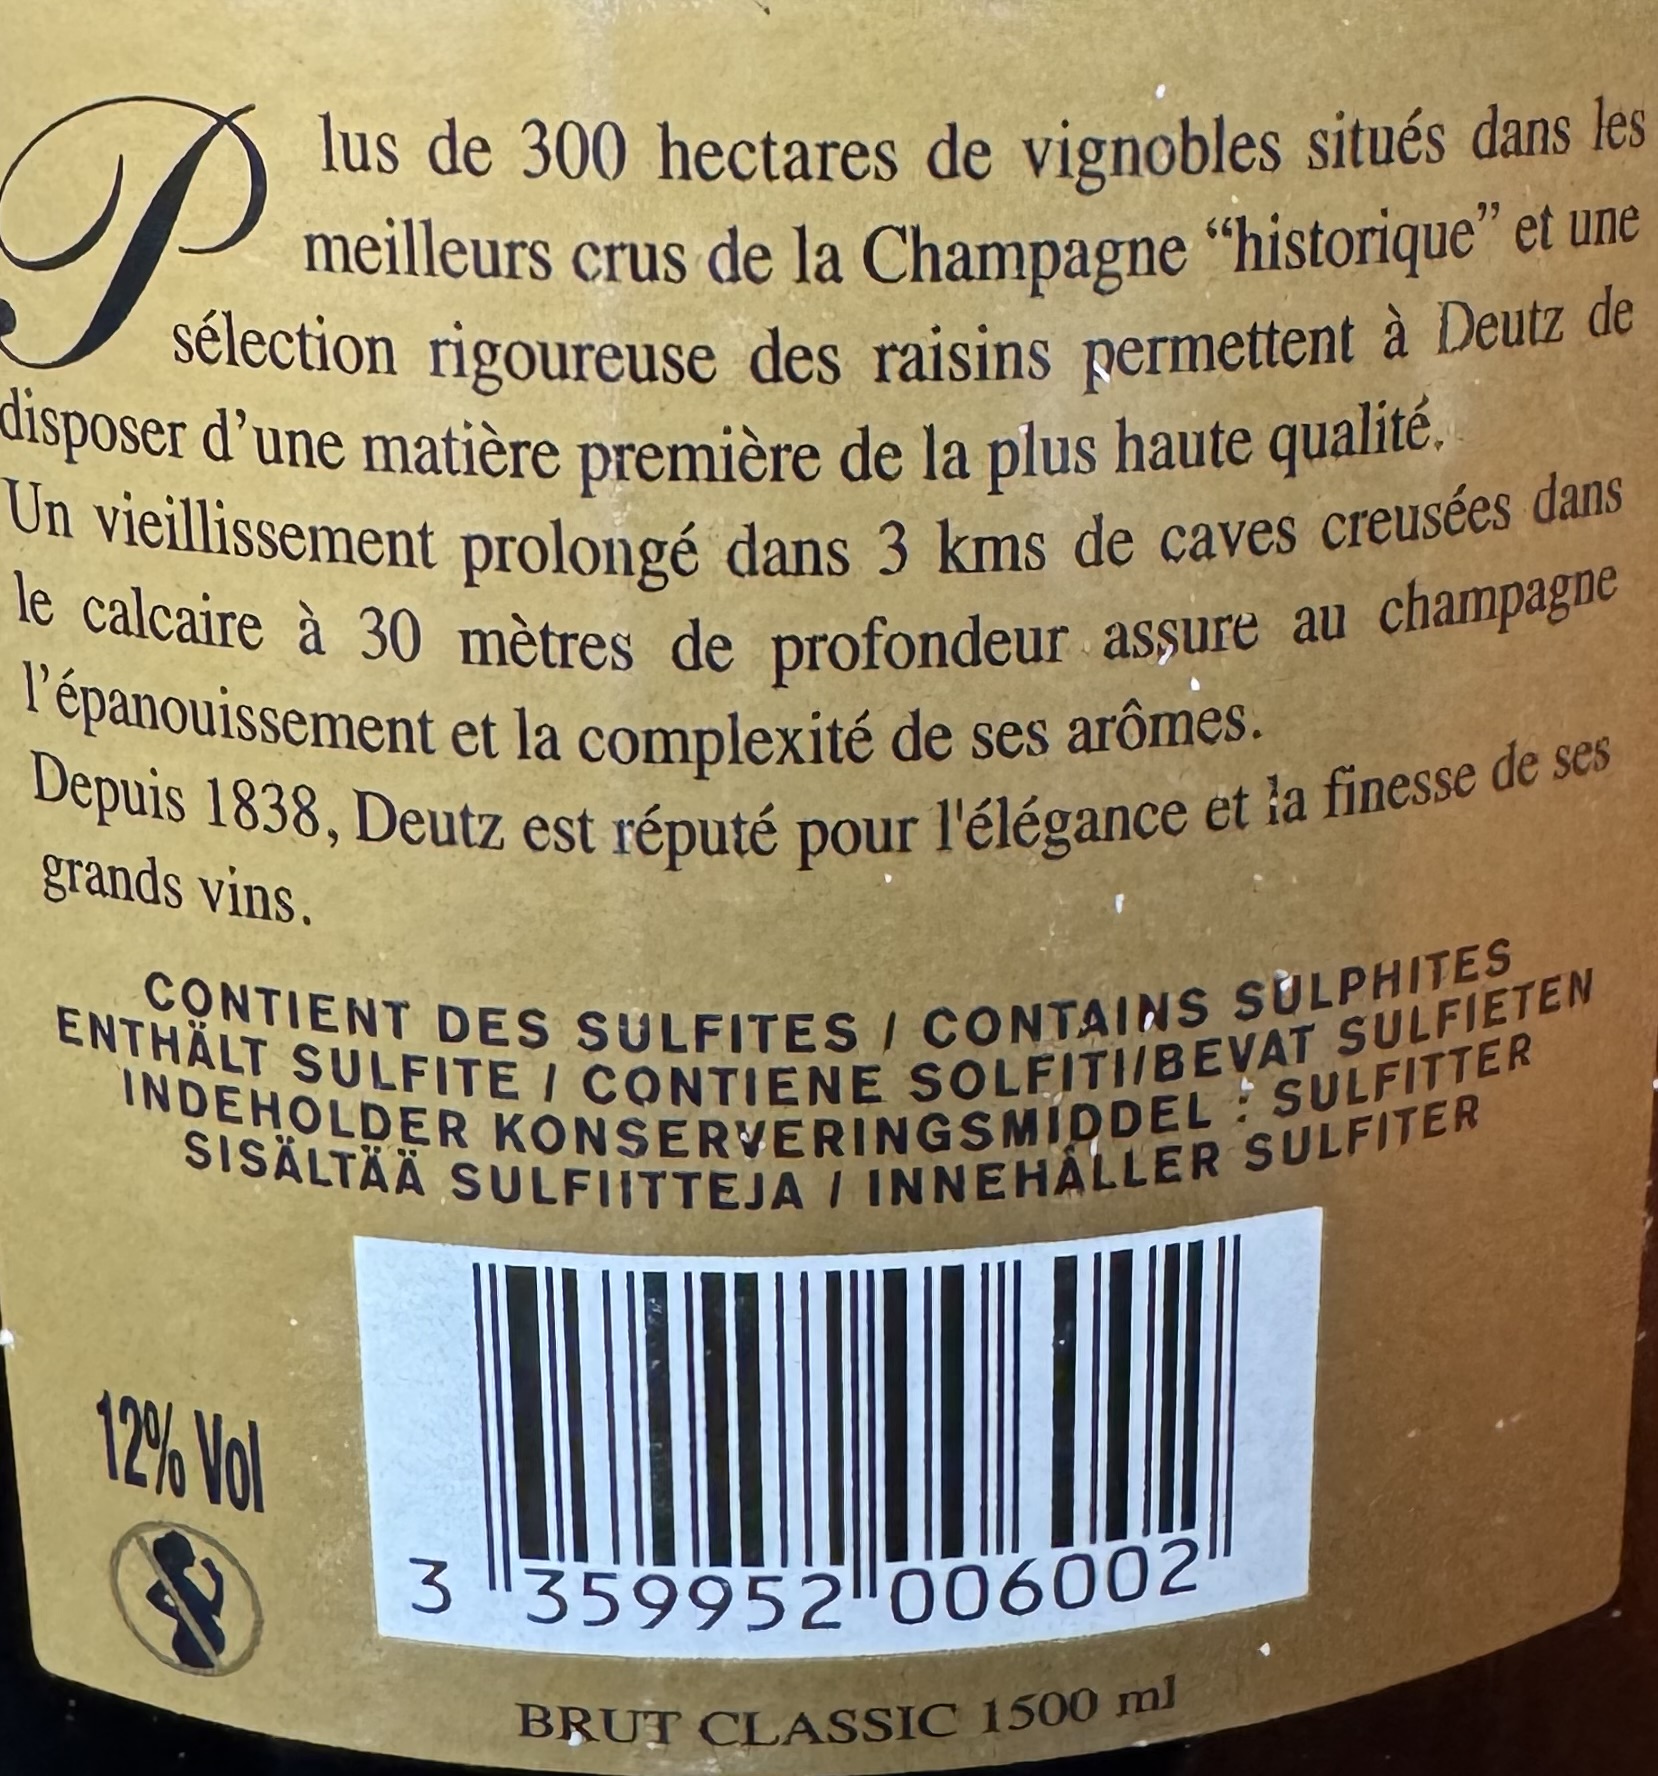 Plus de 300 hectares de vignobles situés dans les
meilleurs crus de la Champagne “historique” et une
sélection rigoureuse des raisins permettent à Deutz de
disposer d’une matière première de la plus haute qualité.
Un vieillissement prolongé dans 3 kms de caves creusées dans
le calcaire à 30 mètres de profondeur assure au champagne
l’épanouissement et la complexité de ses arômes.
Depuis 1838, Deutz est réputé pour l'élégance et la finesse de ses
grands vins.
CONTIENT DES SULFITES / CONTAINS SULPHITES
ENTHÄLT SULFITE / CONTIENE SOLFITI/BEVAT SULFIETEN
INDEHOLDER KONSERVERINGSMIDDEL : SULFITTER
SISÄLTÄÄ SULFIITTEJA / INNEHÅLLER SULFITER
12% Vol
3 359952 006002
BRUT CLASSIC 1500 ml